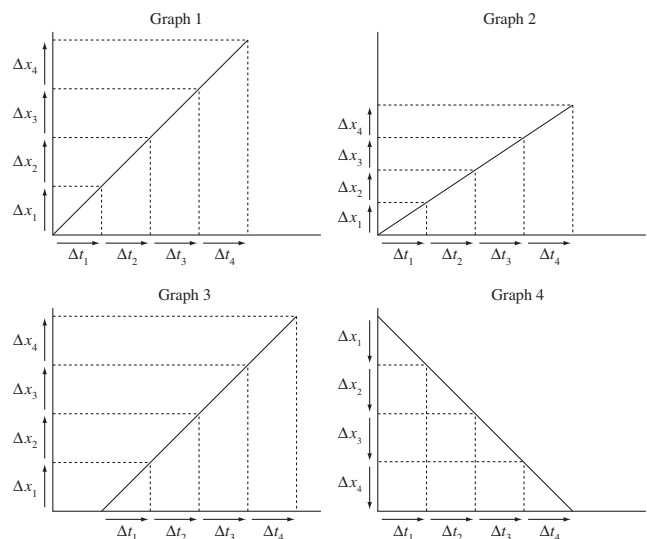 Graph 1
Δx₄
Δx₃
Δx₂
Δx₁
Δt₁ Δt₂ Δt₃ Δt₄
Graph 2
Δx₄
Δx₃
Δx₂
Δx₁
Δt₁ Δt₂ Δt₃ Δt₄
Graph 3
Δx₄
Δx₃
Δx₂
Δx₁
Δt₁ Δt₂ Δt₃ Δt₄
Graph 4
Δx₁
Δx₂
Δx₃
Δx₄
Δt₁ Δt₂ Δt₃ Δt₄